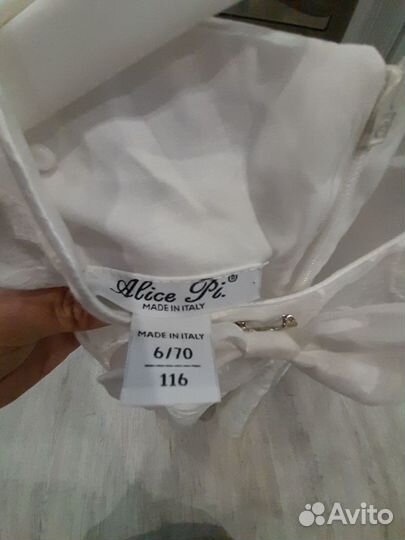 Alice Pi.®
MADE IN ITALY
MADE IN ITALY
6/70
116
Avito